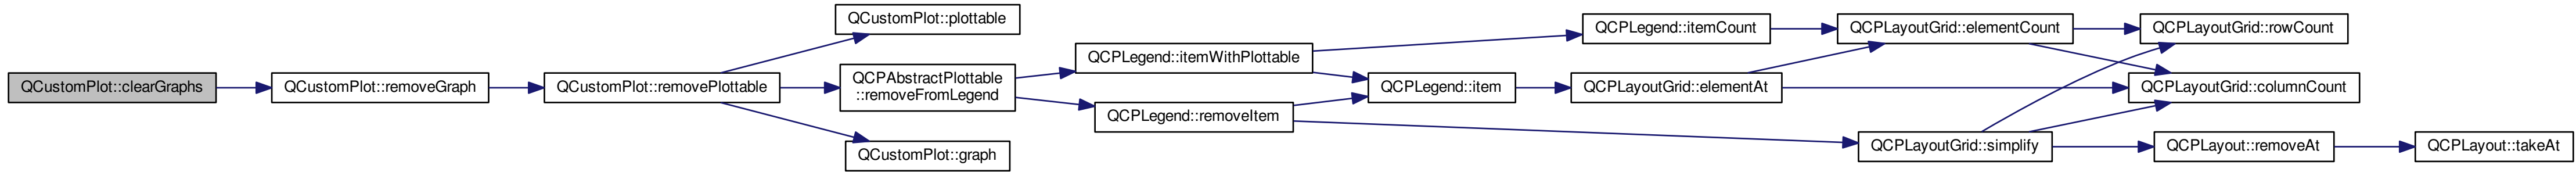 QCustomPlot::clearGraphs
QCustomPlot::removeGraph
QCustomPlot::removePlottable
QCustomPlot::plottable
QCPAbstractPlottable
::removeFromLegend
QCustomPlot::graph
QCPLegend::itemWithPlottable
QCPLegend::removeItem
QCPLegend::item
QCPLegend::itemCount
QCPLayoutGrid::elementAt
QCPLayoutGrid::elementCount
QCPLayoutGrid::simplify
QCPLayoutGrid::rowCount
QCPLayoutGrid::columnCount
QCPLayout::removeAt
QCPLayout::takeAt